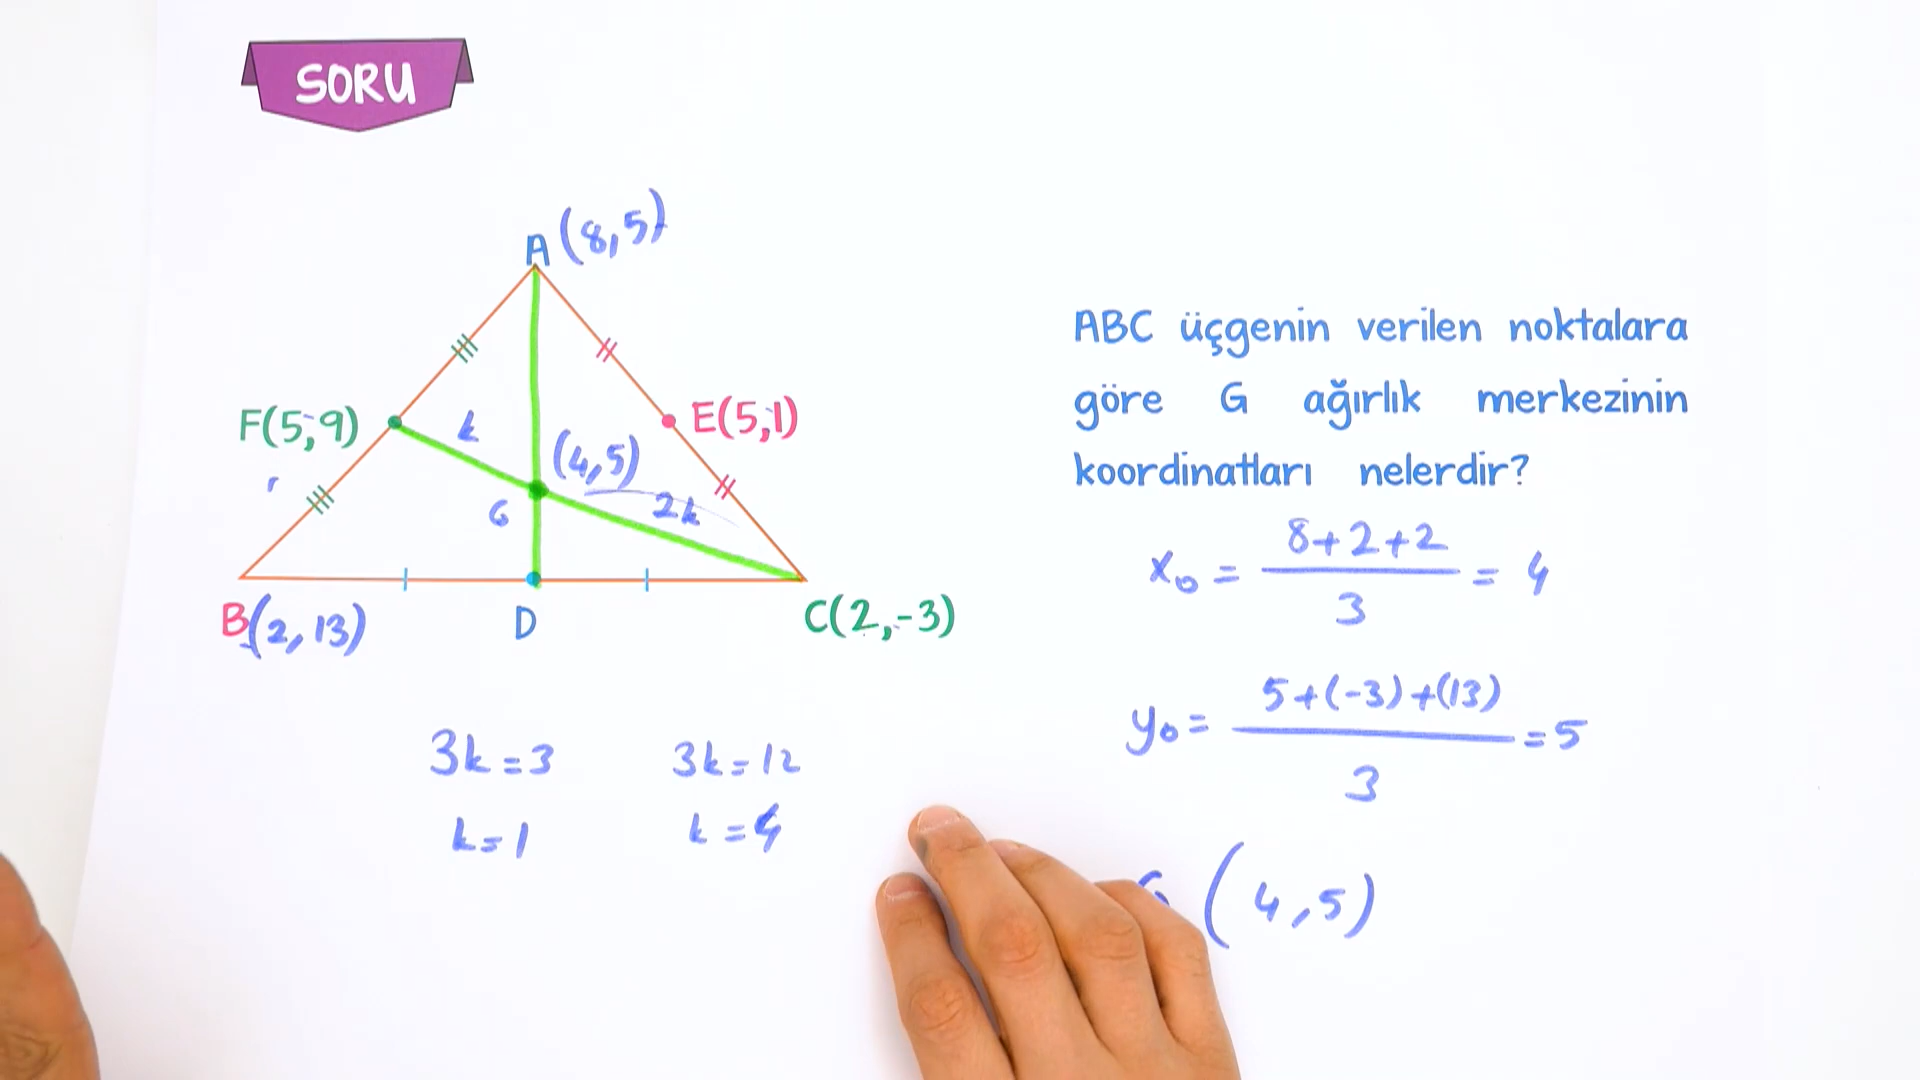 SORU
A (8,5)
F(5,9)
k
(4,5)
E(5,1)
G
2k
B(2,13)
D
C(2,-3)
3k=3
3k=12
k=1
k=4
ABC üçgenin verilen noktalara
göre G ağırlık merkezinin
koordinatları nelerdir?
x₀ = 8+2+2 / 3 = 4
y₀ = 5+(-3)+(13) / 3 = 5
G (4,5)